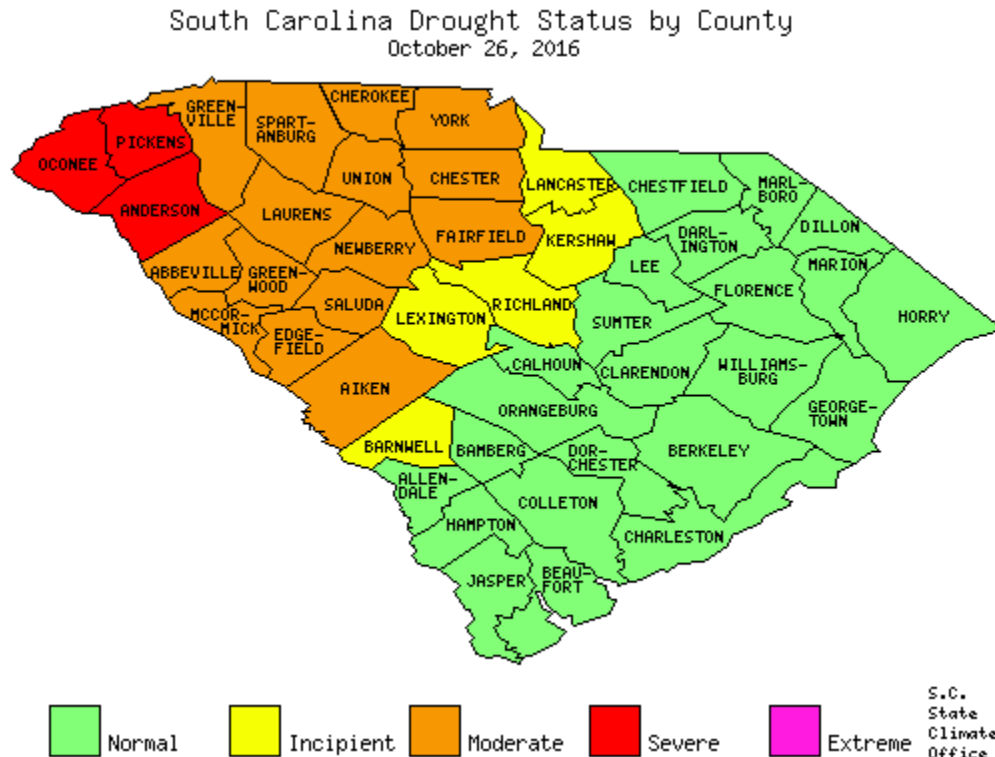 South Carolina Drought Status by County
October 26, 2016
CHEROKEE
GREEN-
VILLE
SPART-
ANBURG
YORK
PICKENS
OCONEE
UNION
CHESTER
LANCASTER
CHESTFIELD
MARL-
BORO
ANDERSON
LAURENS
DILLON
DARL-
INGTON
NEWBERRY
FAIRFIELD
KERSHAW
ABBEVILLE
GREEN-
WOOD
LEE
MARION
SALUDA
RICHLAND
FLORENCE
MCCOR-
MICK
LEXINGTON
SUMTER
HORRY
EDGE-
FIELD
CALHOUN
CLARENDON
WILLIAMS-
BURG
AIKEN
ORANGEBURG
GEORGE-
TOWN
BARNWELL
BAMBERG
DOR-
CHESTER
BERKELEY
ALLEN-
DALE
COLLETON
HAMPTON
CHARLESTON
JASPER
BEAU-
FORT
Normal
Incipient
Moderate
Severe
Extreme
S.C.
State
Climate
Office